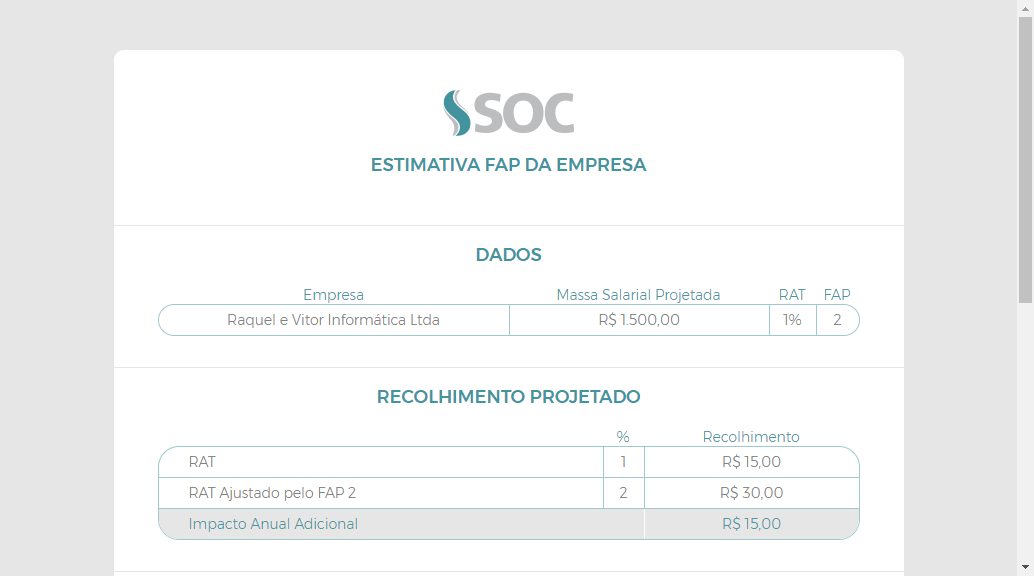 SOC
ESTIMATIVA FAP DA EMPRESA
DADOS
Empresa Massa Salarial Projetada RAT FAP
Raquel e Vitor Informática Ltda R$ 1.500,00 1% 2
RECOLHIMENTO PROJETADO
% Recolhimento
RAT 1 R$ 15,00
RAT Ajustado pelo FAP 2 2 R$ 30,00
Impacto Anual Adicional R$ 15,00